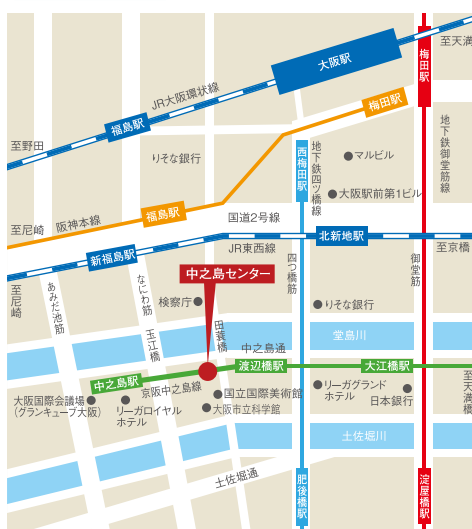 至天満
梅田駅
大阪駅
JR大阪環状線
梅田駅
福島駅
地下鉄御堂筋線
至野田
りそな銀行
西梅田駅
地下鉄四ツ橋線
マルビル
大阪駅前第1ビル
福島駅
国道2号線
至尼崎
阪神本線
新福島駅
JR東西線
北新地駅
至京橋
中之島センター
四つ橋筋
御堂筋
至尼崎
あみだ池筋
なにわ筋
検察庁
りそな銀行
田蓑橋
玉江橋
堂島川
中之島通
中之島駅
京阪中之島線
渡辺橋駅
大江橋駅
至天満橋
大阪国際会議場
(グランキューブ大阪)
リーガロイヤル
ホテル
国立国際美術館
大阪市立科学館
リーガグランド
ホテル
日本銀行
土佐堀川
土佐堀通
肥後橋駅
淀屋橋駅